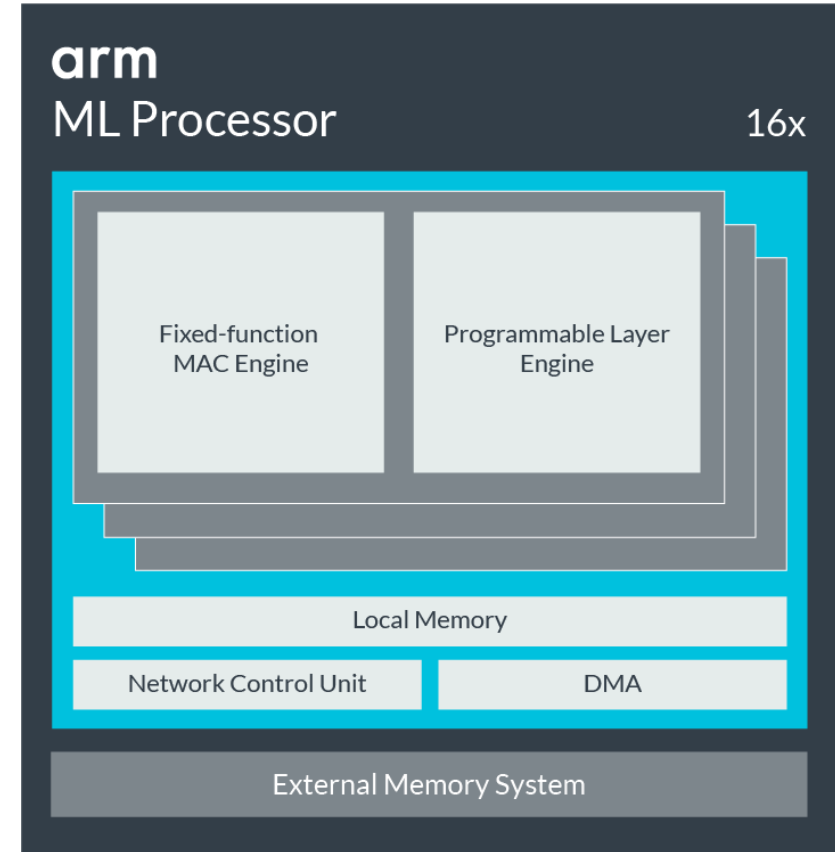 arm
ML Processor
16x
Fixed-function
MAC Engine
Programmable Layer
Engine
Local Memory
Network Control Unit
DMA
External Memory System